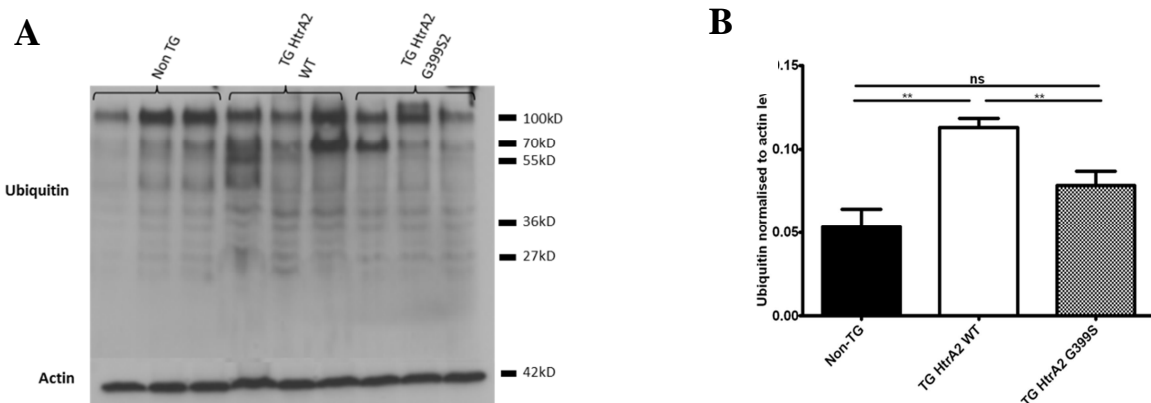 A
Non TG
TG HtrA2
WT
TG HtrA2
G399S2
Ubiquitin
100kD
70kD
55kD
36kD
27kD
Actin
42kD
B
Ubiquitin normalised to actin lev
0.15
0.10
0.05
0.00
ns
**
**
Non-TG
TG HtrA2 WT
TG HtrA2 G399S